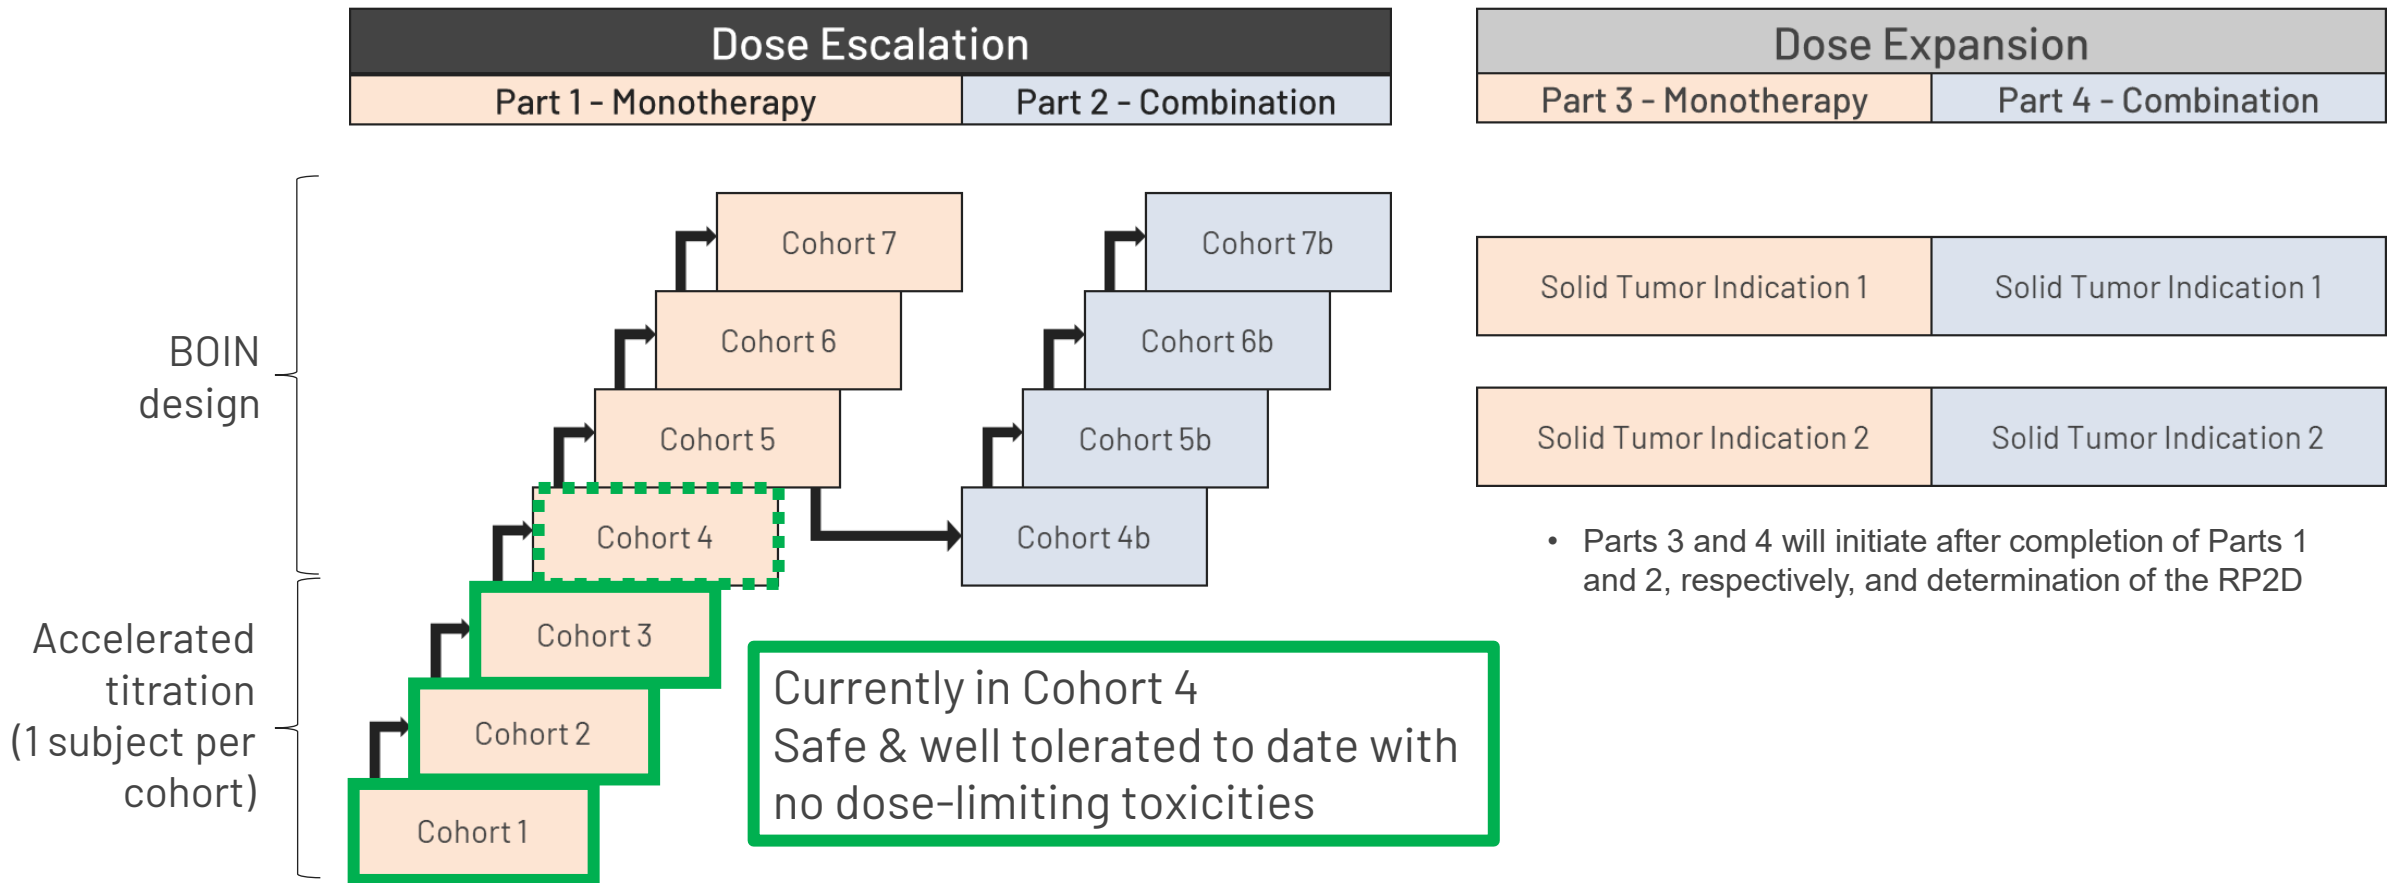 Dose Escalation
Part 1 - Monotherapy
Part 2 - Combination
Dose Expansion
Part 3 - Monotherapy
Part 4 - Combination
BOIN
design
Accelerated
titration
(1 subject per
cohort)
Cohort 7
Cohort 6
Cohort 5
Cohort 4
Cohort 3
Cohort 2
Cohort 1
Cohort 7b
Cohort 6b
Cohort 5b
Cohort 4b
Currently in Cohort 4
Safe & well tolerated to date with
no dose-limiting toxicities
Solid Tumor Indication 1
Solid Tumor Indication 1
Solid Tumor Indication 2
Solid Tumor Indication 2
• Parts 3 and 4 will initiate after completion of Parts 1
and 2, respectively, and determination of the RP2D